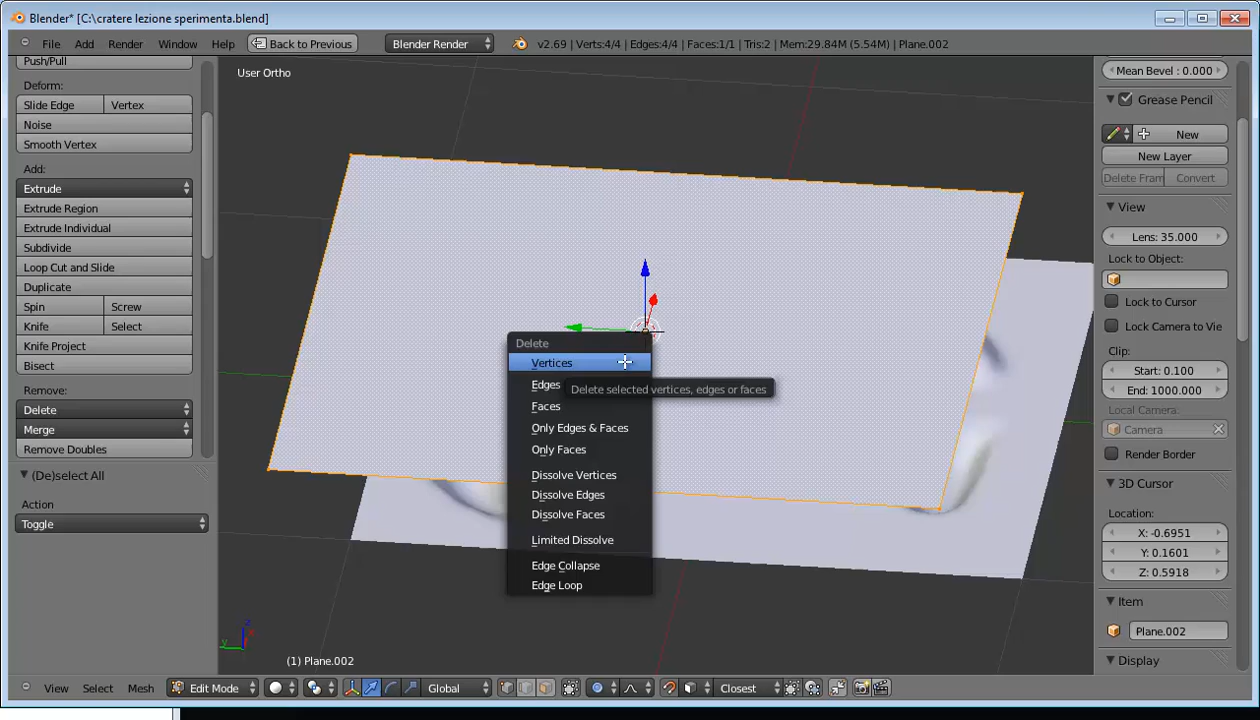 Blender* [C:\cratere lezione sperimenta.blend]
File Add Render Window Help Back to Previous Blender Render v2.69 | Verts:4/4 | Edges:4/4 | Faces:1/1 | Tris:2 | Mem:29.84M (5.54M) | Plane.002
Push/Pull
Deform:
Slide Edge Vertex
Noise
Smooth Vertex
Add:
Extrude
Extrude Region
Extrude Individual
Subdivide
Loop Cut and Slide
Duplicate
Spin Screw
Knife Select
Knife Project
Bisect
Remove:
Delete
Merge
Remove Doubles
(De)select All
Action
Toggle
User Ortho
Delete
Vertices
Edges
Delete selected vertices, edges or faces
Faces
Only Edges & Faces
Only Faces
Dissolve Vertices
Dissolve Edges
Dissolve Faces
Limited Dissolve
Edge Collapse
Edge Loop
z
y
(1) Plane.002
Mean Bevel : 0.000
Grease Pencil
New
New Layer
Delete Fram Convert
View
Lens: 35.000
Lock to Object:
Lock to Cursor
Lock Camera to Vie
Clip:
Start: 0.100
End: 1000.000
Local Camera:
Camera
Render Border
3D Cursor
Location:
X: -0.6951
Y: 0.1601
Z: 0.5918
Item
Plane.002
Display
View Select Mesh Edit Mode Global Closest